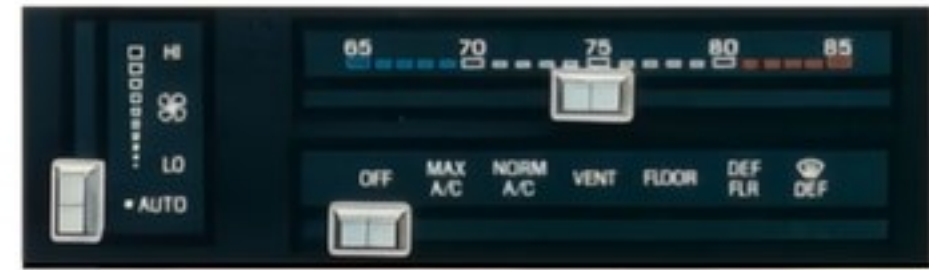 HI
LO
• AUTO
65 70 75 80 85
OFF MAX A/C NORM A/C VENT FLOOR DEF FLR DEF